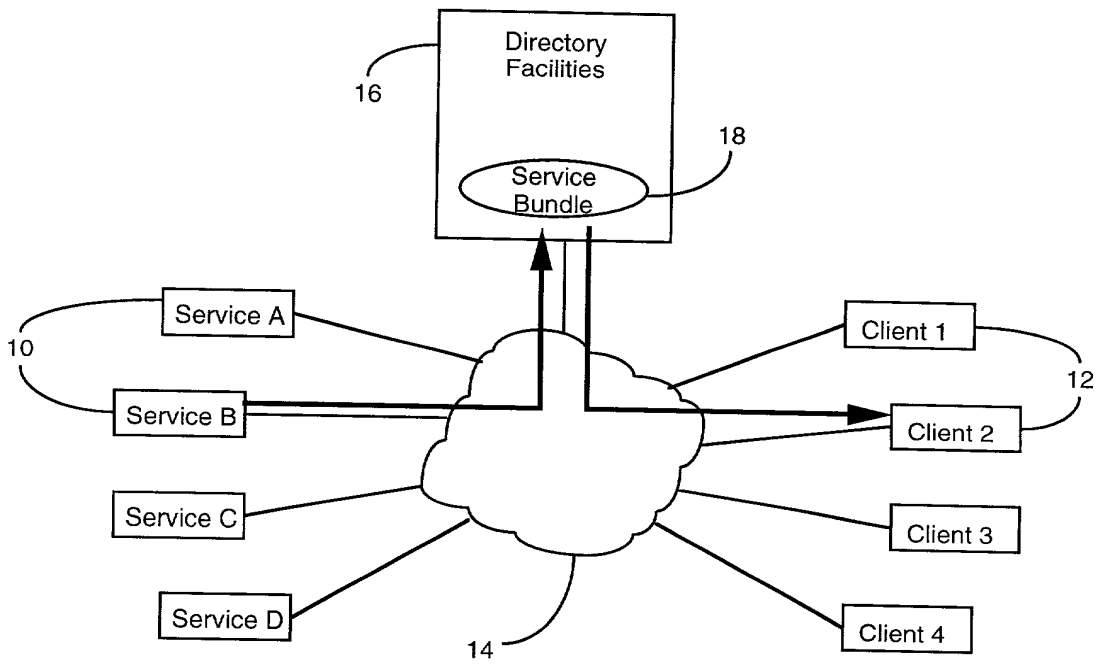 Directory
Facilities
16
18
Service
Bundle
Service A
Client 1
10
12
Service B
Client 2
Service C
Client 3
Service D
Client 4
14